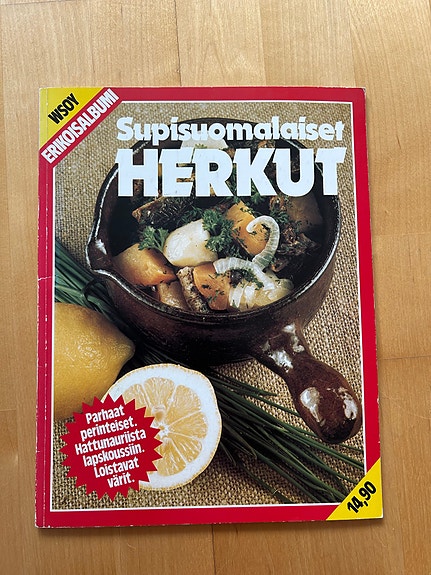 WSOY
ERIKOISALBUMI
Supisuomalaiset
HERKUT
Parhaat
perinteiset.
Hattunauriista
lapskoussiin.
Loistavat
värit.
14,90